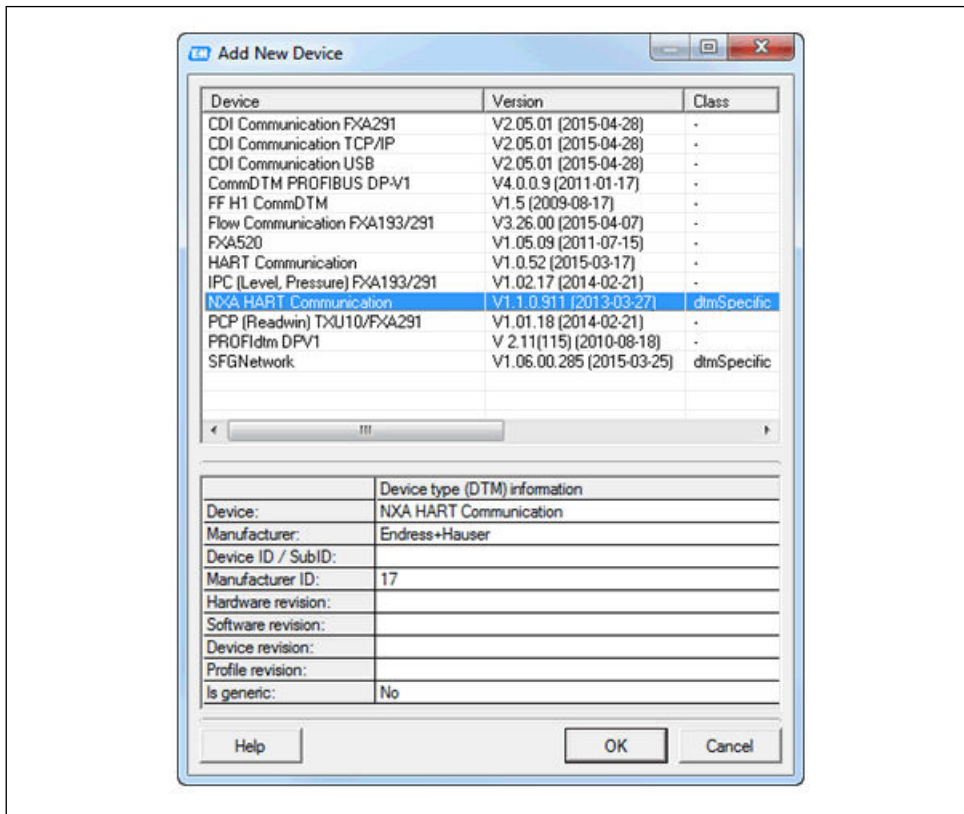 EH Add New Device
Device Version Class
CDI Communication FXA291 V2.05.01 (2015-04-28) -
CDI Communication TCP/IP V2.05.01 (2015-04-28) -
CDI Communication USB V2.05.01 (2015-04-28) -
CommDTM PROFIBUS DP-V1 V4.0.0.9 (2011-01-17) -
FF H1 CommDTM V1.5 (2009-08-17) -
Flow Communication FXA193/291 V3.26.00 (2015-04-07) -
FXA520 V1.05.09 (2011-07-15) -
HART Communication V1.0.52 (2015-03-17) -
IPC (Level, Pressure) FXA193/291 V1.02.17 (2014-02-21) -
NXA HART Communication V1.1.0.911 (2013-03-27) dtmSpecific
PCP (Readwin) TXU10/FXA291 V1.01.18 (2014-02-21) -
PROFIdtm DPV1 V 2.11(115) (2010-08-18) -
SFGNetwork V1.06.00.285 (2015-03-25) dtmSpecific
Device type (DTM) information
Device: NXA HART Communication
Manufacturer: Endress+Hauser
Device ID / SubID:
Manufacturer ID: 17
Hardware revision:
Software revision:
Device revision:
Profile revision:
Is generic: No
Help OK Cancel